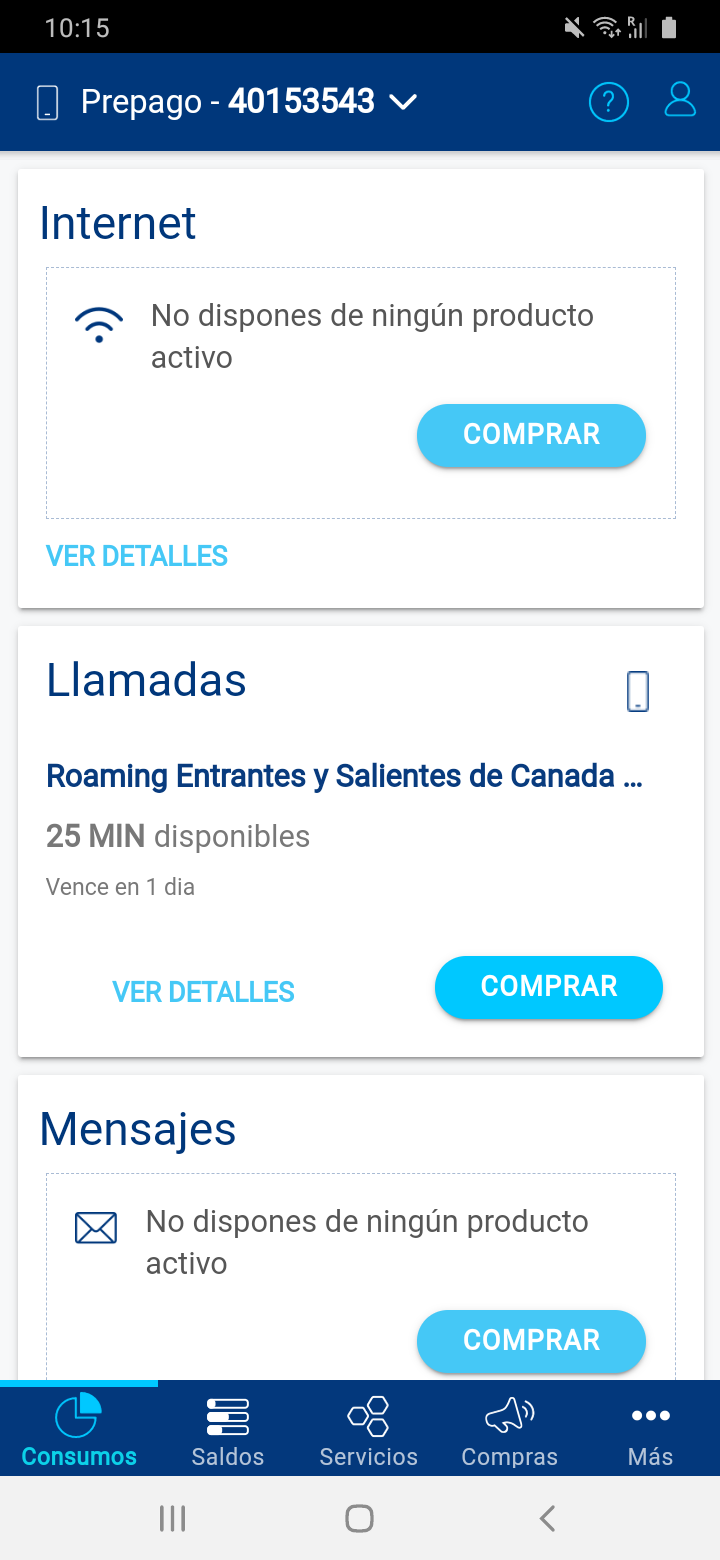 10:15
R
Prepago - 40153543
?
Internet
No dispones de ningún producto
activo
COMPRAR
VER DETALLES
Llamadas
Roaming Entrantes y Salientes de Canada ...
25 MIN disponibles
Vence en 1 dia
VER DETALLES
COMPRAR
Mensajes
No dispones de ningún producto
activo
COMPRAR
Consumos
Saldos
Servicios
Compras
Más